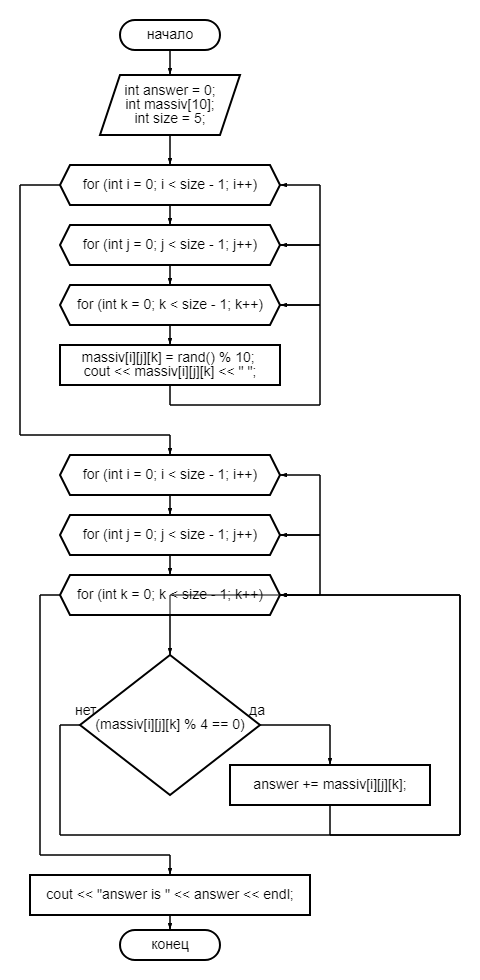 начало
int answer = 0;
int massiv[10];
int size = 5;
for (int i = 0; i < size - 1; i++)
for (int j = 0; j < size - 1; j++)
for (int k = 0; k < size - 1; k++)
massiv[i][j][k] = rand() % 10;
cout << massiv[i][j][k] << " ";
for (int i = 0; i < size - 1; i++)
for (int j = 0; j < size - 1; j++)
for (int k = 0; k < size - 1; k++)
нет
да
(massiv[i][j][k] % 4 == 0)
answer += massiv[i][j][k];
cout << "answer is " << answer << endl;
конец